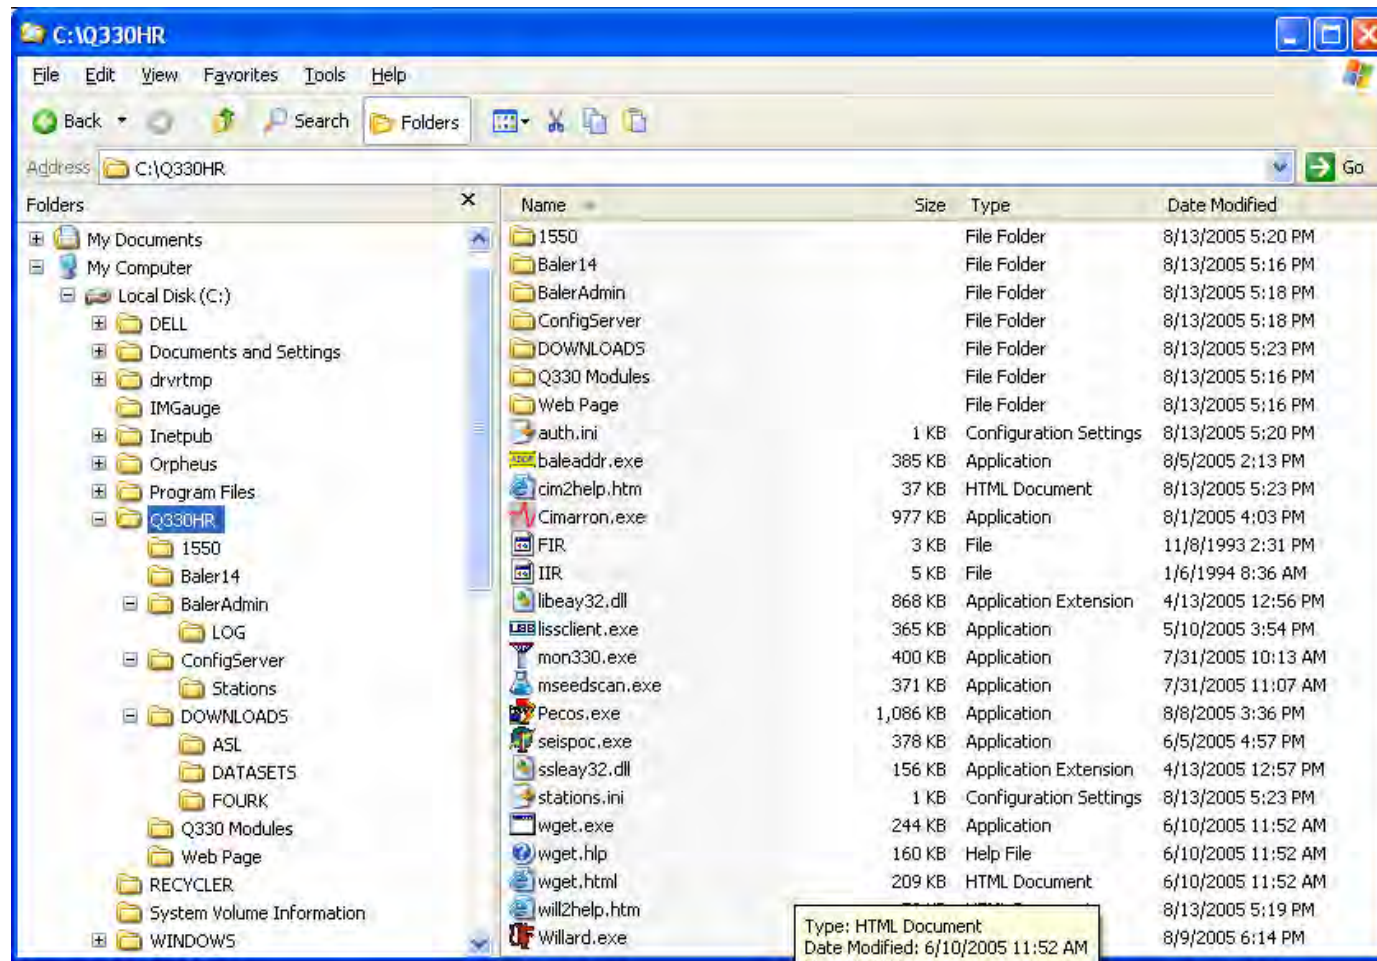 C:\Q330HR
File Edit View Favorites Tools Help
Back Search Folders
Address C:\Q330HR Go
Folders
My Documents
My Computer
Local Disk (C:)
DELL
Documents and Settings
drvrtmp
IMGauge
Inetpub
Orpheus
Program Files
Q330HR
1550
Baler14
BalerAdmin
LOG
ConfigServer
Stations
DOWNLOADS
ASL
DATASETS
FOURK
Q330 Modules
Web Page
RECYCLER
System Volume Information
WINDOWS
Name Size Type Date Modified
1550 File Folder 8/13/2005 5:20 PM
Baler14 File Folder 8/13/2005 5:16 PM
BalerAdmin File Folder 8/13/2005 5:18 PM
ConfigServer File Folder 8/13/2005 5:18 PM
DOWNLOADS File Folder 8/13/2005 5:23 PM
Q330 Modules File Folder 8/13/2005 5:16 PM
Web Page File Folder 8/13/2005 5:16 PM
auth.ini 1 KB Configuration Settings 8/13/2005 5:20 PM
baleaddr.exe 385 KB Application 8/5/2005 2:13 PM
cim2help.htm 37 KB HTML Document 8/13/2005 5:23 PM
Cimarron.exe 977 KB Application 8/1/2005 4:03 PM
FIR 3 KB File 11/8/1993 2:31 PM
IIR 5 KB File 1/6/1994 8:36 AM
libeay32.dll 868 KB Application Extension 4/13/2005 12:56 PM
lissclient.exe 365 KB Application 5/10/2005 3:54 PM
mon330.exe 400 KB Application 7/31/2005 10:13 AM
mseedscan.exe 371 KB Application 7/31/2005 11:07 AM
Pecos.exe 1,086 KB Application 8/8/2005 3:36 PM
seispoc.exe 378 KB Application 6/5/2005 4:57 PM
ssleay32.dll 156 KB Application Extension 4/13/2005 12:57 PM
stations.ini 1 KB Configuration Settings 8/13/2005 5:23 PM
wget.exe 244 KB Application 6/10/2005 11:52 AM
wget.hlp 160 KB Help File 6/10/2005 11:52 AM
wget.html 209 KB HTML Document 6/10/2005 11:52 AM
will2help.htm 8/13/2005 5:19 PM
Willard.exe 8/9/2005 6:14 PM
Type: HTML Document
Date Modified: 6/10/2005 11:52 AM